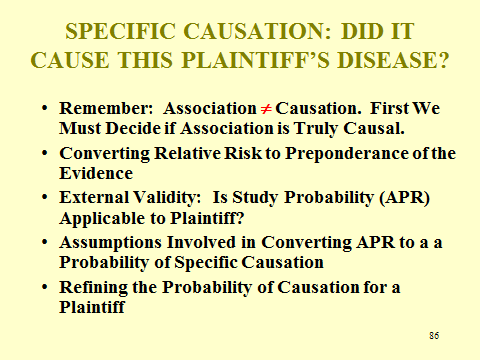 SPECIFIC CAUSATION: DID IT
CAUSE THIS PLAINTIFF'S DISEASE?
• Remember: Association ≠ Causation. First We
Must Decide if Association is Truly Causal.
• Converting Relative Risk to Preponderance of the
Evidence
• External Validity: Is Study Probability (APR)
Applicable to Plaintiff?
• Assumptions Involved in Converting APR to a a
Probability of Specific Causation
• Refining the Probability of Causation for a
Plaintiff
86